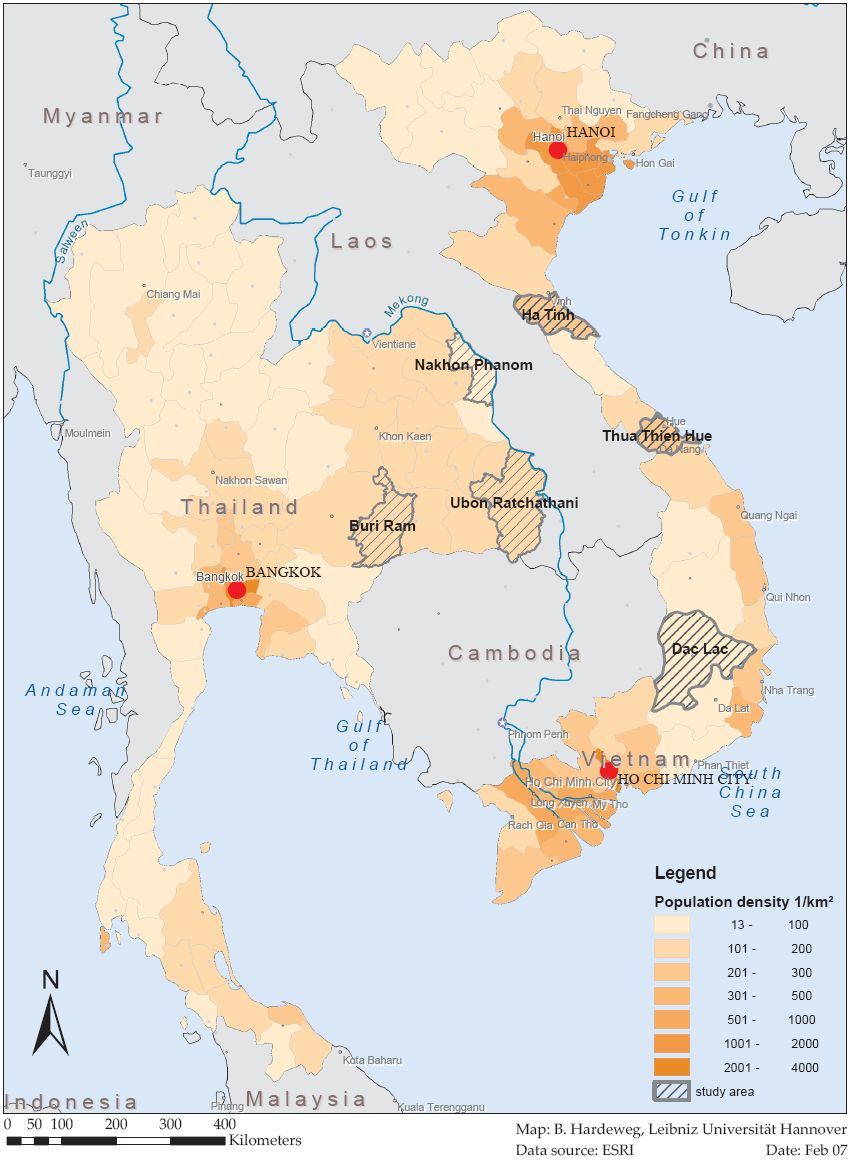 China
Myanmar
Thai Nguyen
Fangcheng Gang
Hanoi
HANOI
Haiphong
Hon Gai
Taunggyi
Gulf
of
Tonkin
Salween
Laos
Chiang Mai
Mekong
Vinh
Ha Tinh
Vientiane
Nakhon Phanom
Moulmein
Khon Kaen
Hue
Thua Thien Hue
Da Nang
Nakhon Sawan
Thailand
Ubon Ratchathani
Buri Ram
Quang Ngai
Bangkok
BANGKOK
Qui Nhon
Cambodia
Dac Lac
Andaman
Sea
Nha Trang
Da Lat
Gulf
of
Thailand
Phnom Penh
Vietnam
Phan Thiet
Ho Chi Minh City
HO CHI MINH CITY
South
China
Sea
Long Xuyen
My Tho
Rach Gia
Can Tho
Legend
Population density 1/km²
13 - 100
101 - 200
201 - 300
301 - 500
501 - 1000
1001 - 2000
2001 - 4000
study area
N
Kota Baharu
Indonesia
Pinang
Malaysia
Kuala Terengganu
0 50 100 200 300 400
Kilometers
Map: B. Hardeweg, Leibniz Universität Hannover
Data source: ESRI Date: Feb 07